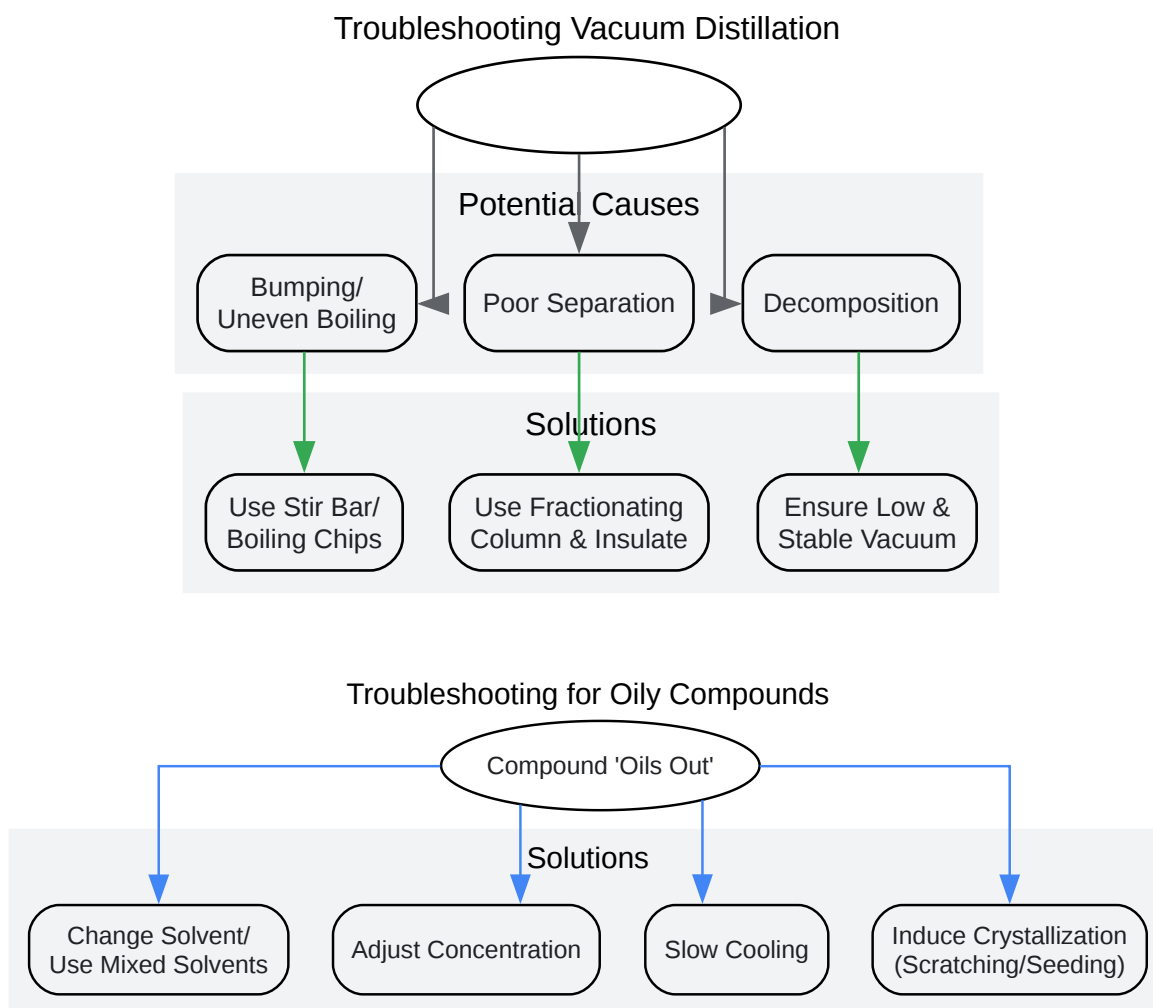 Troubleshooting Vacuum Distillation
Potential Causes
Bumping/
Uneven Boiling
Poor Separation
Decomposition
Solutions
Use Stir Bar/
Boiling Chips
Use Fractionating
Column & Insulate
Ensure Low &
Stable Vacuum
Troubleshooting for Oily Compounds
Compound 'Oils Out'
Solutions
Change Solvent/
Use Mixed Solvents
Adjust Concentration
Slow Cooling
Induce Crystallization
(Scratching/Seeding)